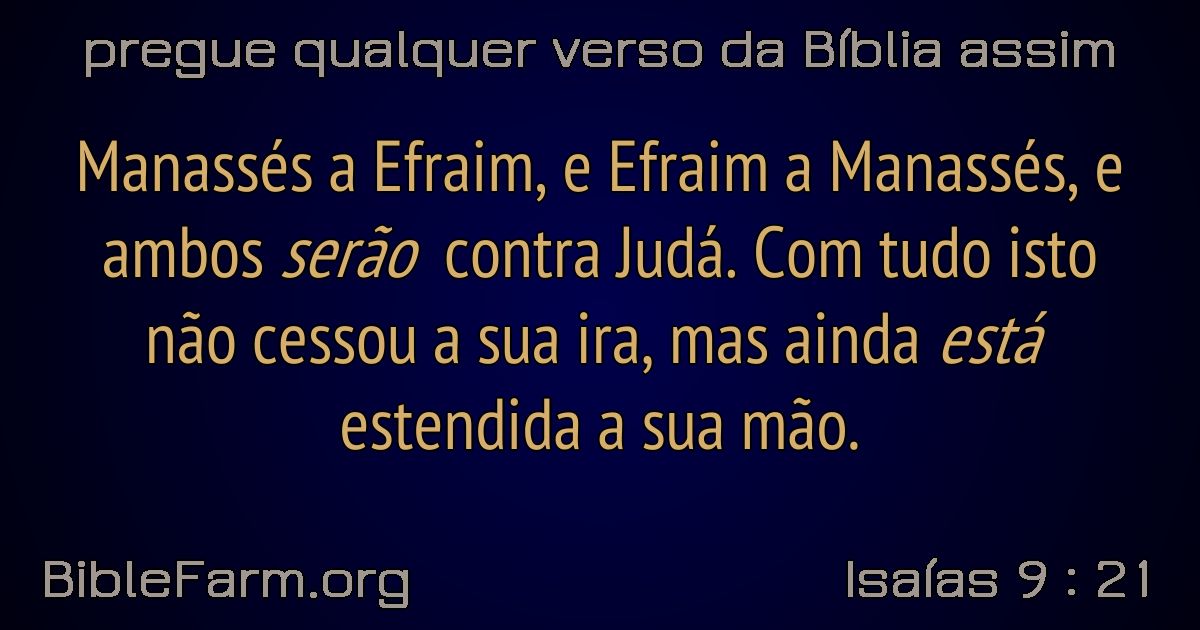 pregue qualquer verso da Bíblia assim
Manassés a Efraim, e Efraim a Manassés, e
ambos serão contra Judá. Com tudo isto
não cessou a sua ira, mas ainda está
estendida a sua mão.
BibleFarm.org
Isaías 9 : 21